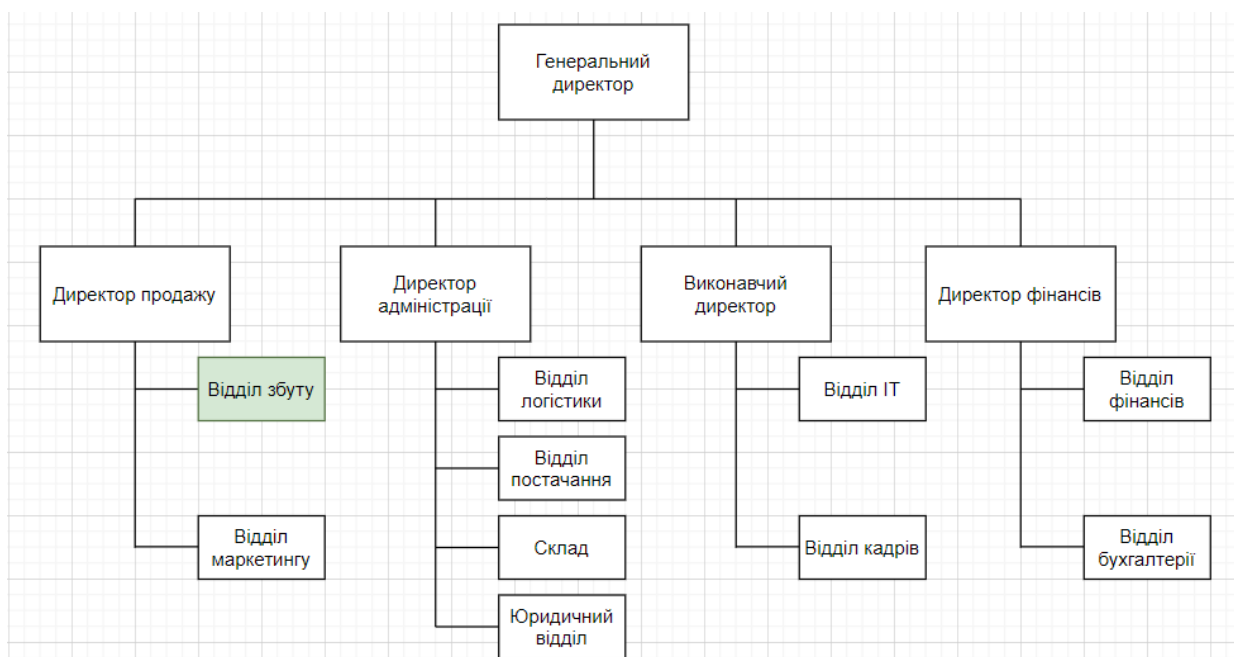 Генеральний
директор
Директор продажу
Директор
адміністрації
Виконавчий
директор
Директор фінансів
Відділ збуту
Відділ
логістики
Відділ ІТ
Відділ
фінансів
Відділ
постачання
Відділ
маркетингу
Склад
Відділ кадрів
Відділ
бухгалтерії
Юридичний
відділ